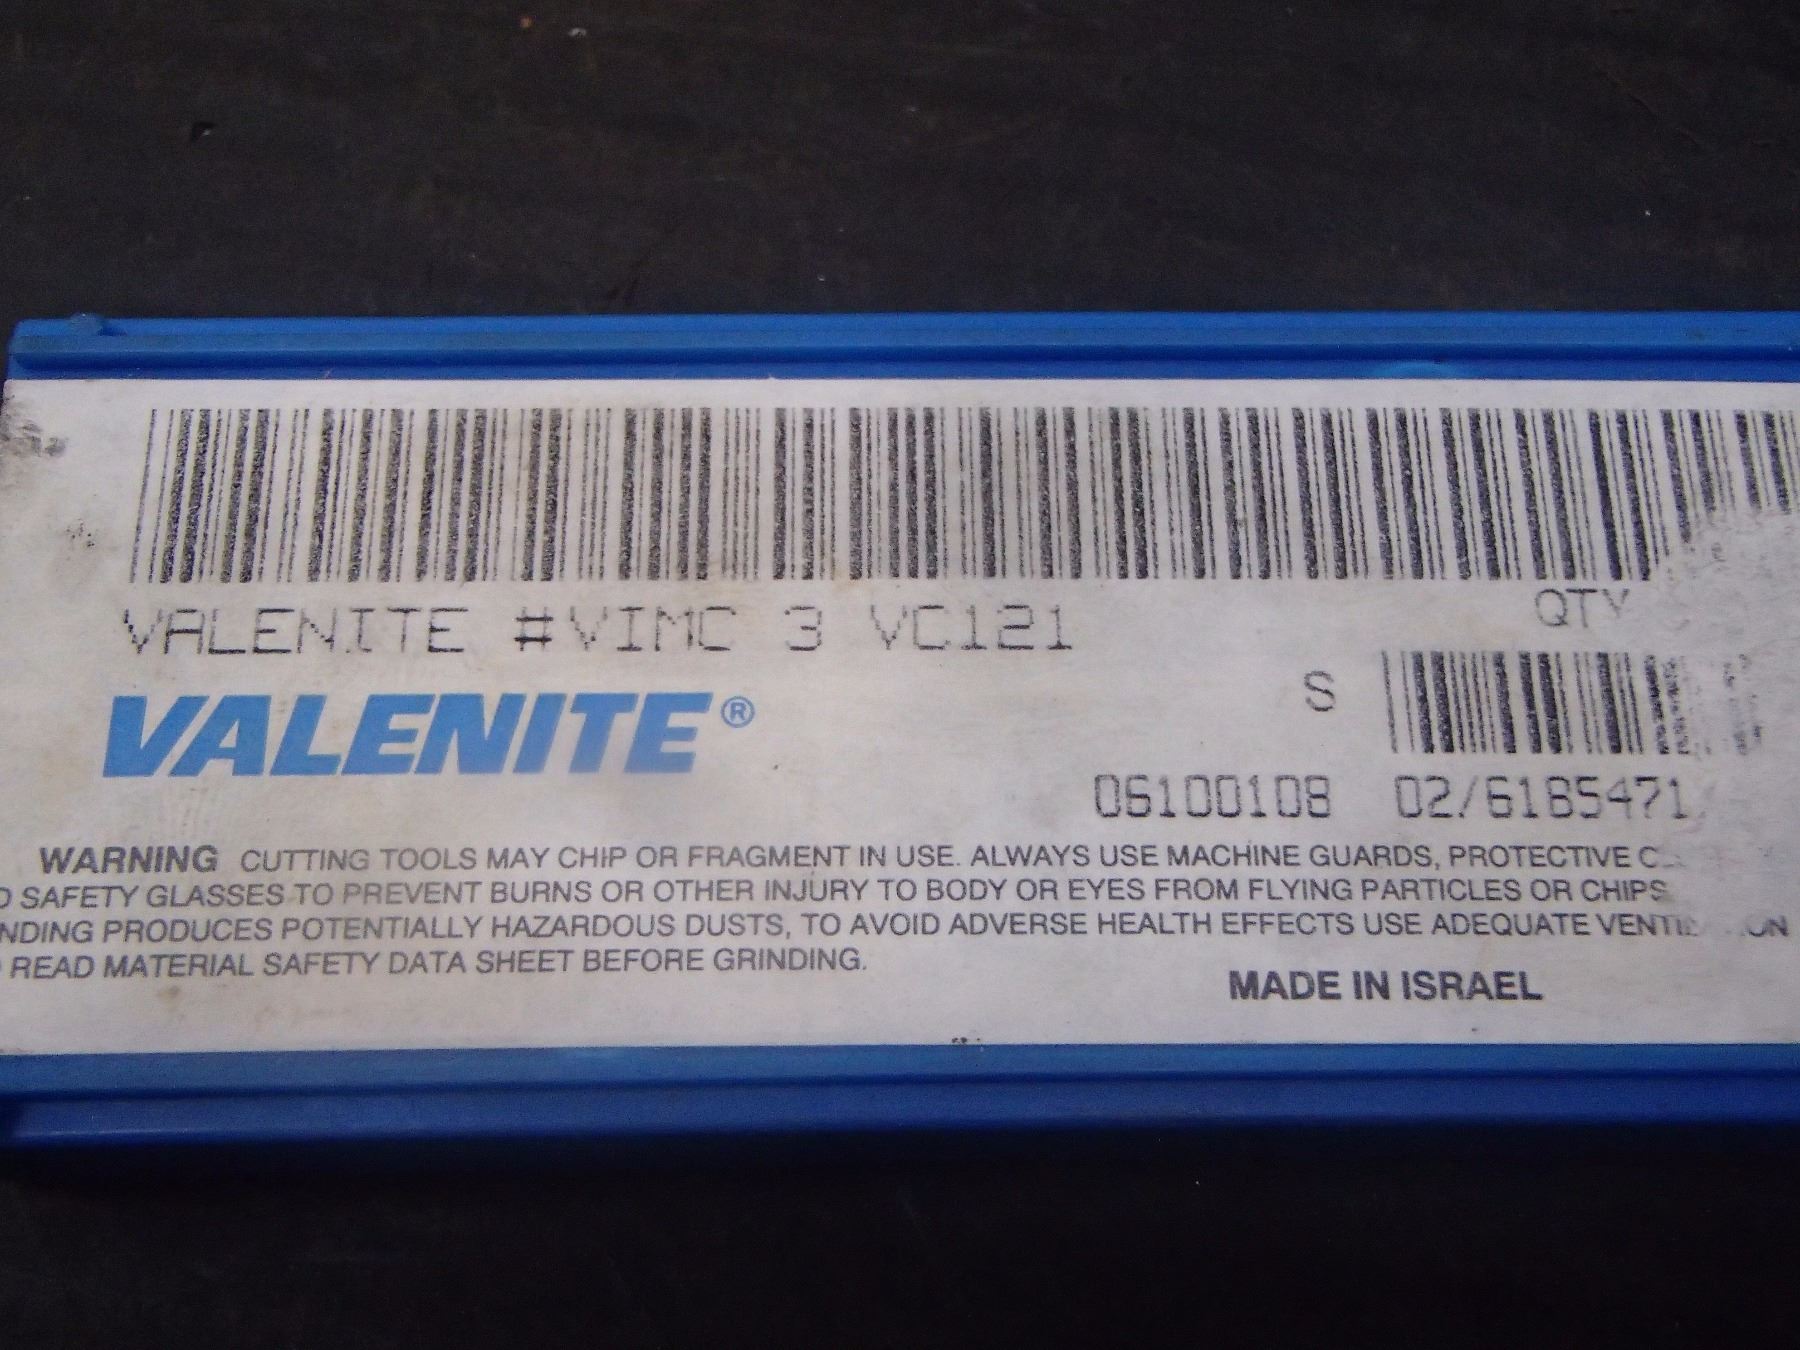 VALENITE #VIMC 3 VC121
QTY
VALENITE®
S
06100108 02/6185471
WARNING CUTTING TOOLS MAY CHIP OR FRAGMENT IN USE. ALWAYS USE MACHINE GUARDS, PROTECTIVE
SAFETY GLASSES TO PREVENT BURNS OR OTHER INJURY TO BODY OR EYES FROM FLYING PARTICLES OR CHIPS
NDING PRODUCES POTENTIALLY HAZARDOUS DUSTS, TO AVOID ADVERSE HEALTH EFFECTS USE ADEQUATE
READ MATERIAL SAFETY DATA SHEET BEFORE GRINDING.
MADE IN ISRAEL